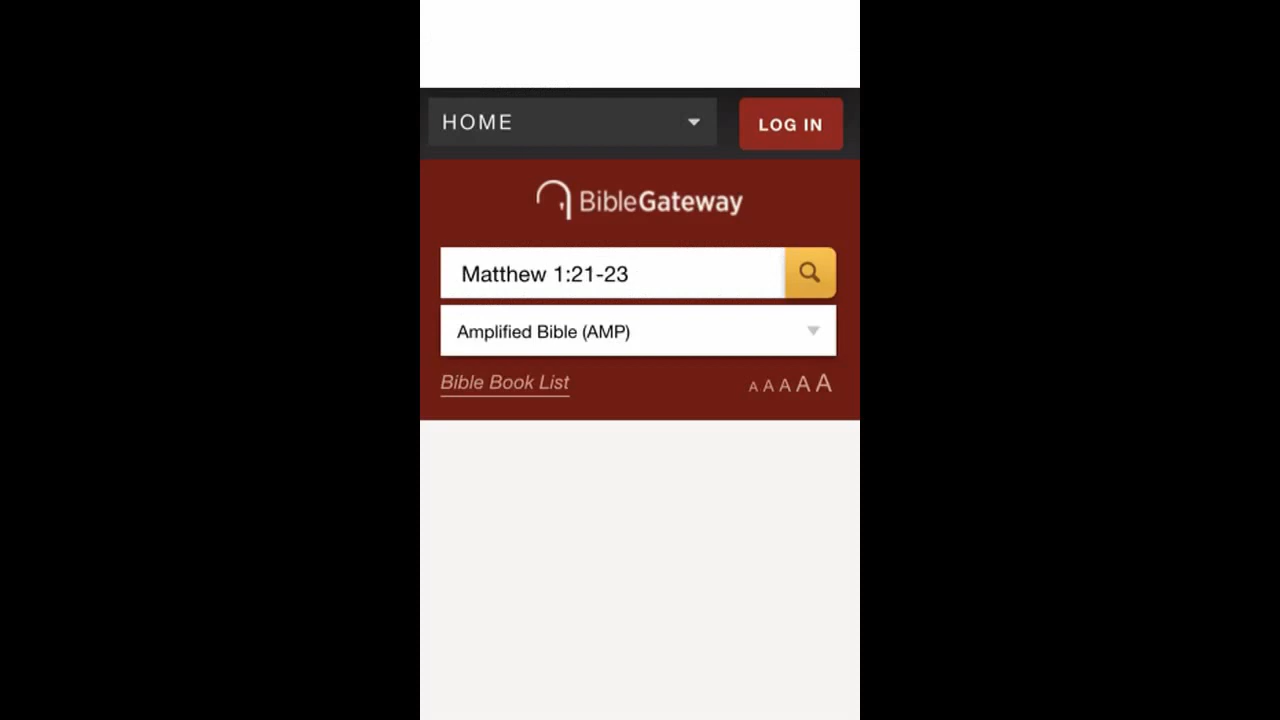 HOME
LOG IN
BibleGateway
Matthew 1:21-23
Amplified Bible (AMP)
Bible Book List
A A A A A